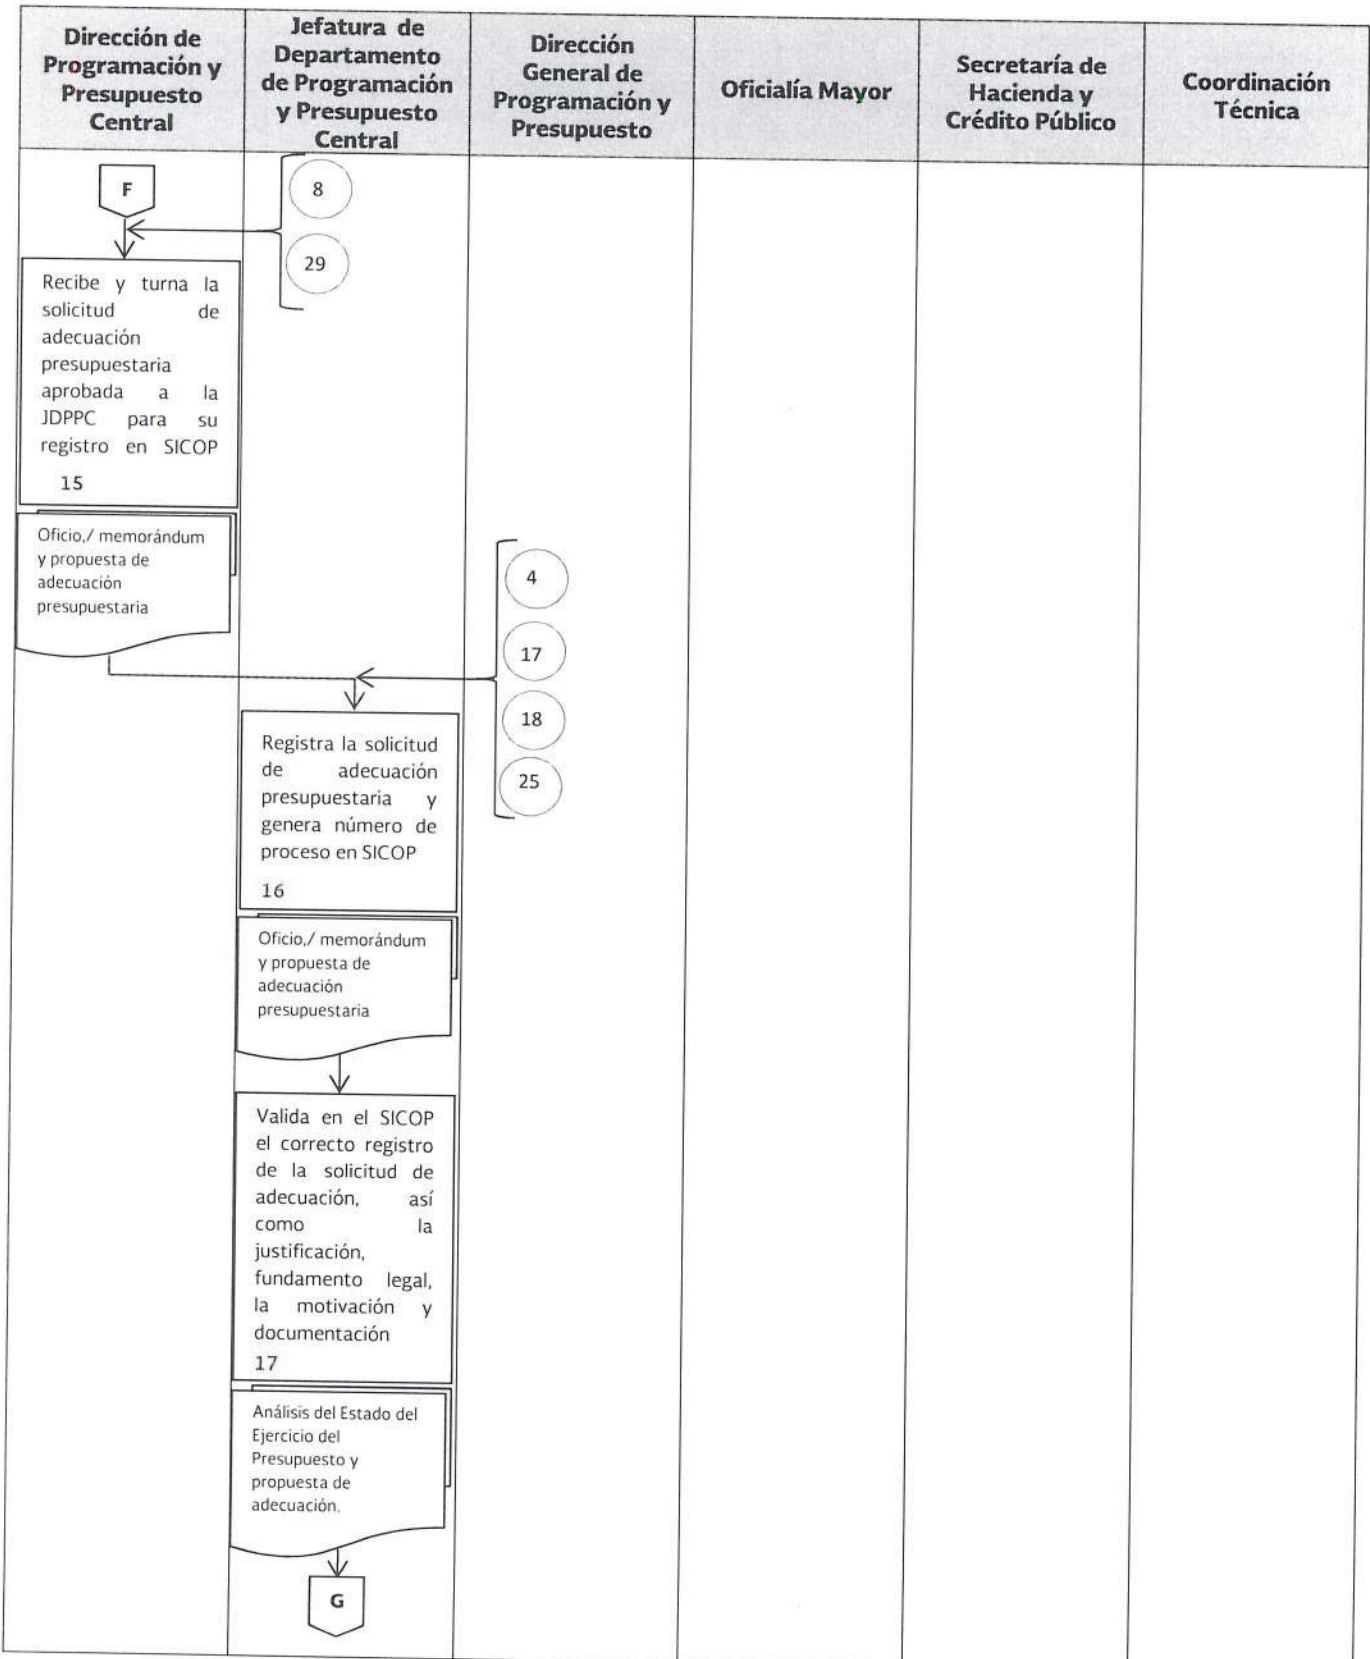 Dirección de
Programación y
Presupuesto
Central
Jefatura de
Departamento
de Programación
y Presupuesto
Central
Dirección
General de
Programación y
Presupuesto
Oficialía Mayor
Secretaría de
Hacienda y
Crédito Público
Coordinación
Técnica
F
8
29
Recibe y turna la
solicitud de
adecuación
presupuestaria
aprobada a la
JDPPC para su
registro en SICOP
15
Oficio,/ memorándum
y propuesta de
adecuación
presupuestaria
4
17
18
25
Registra la solicitud
de adecuación
presupuestaria y
genera número de
proceso en SICOP
16
Oficio,/ memorándum
y propuesta de
adecuación
presupuestaria
Valida en el SICOP
el correcto registro
de la solicitud de
adecuación, así
como la
justificación,
fundamento legal,
la motivación y
documentación
17
Análisis del Estado del
Ejercicio del
Presupuesto y
propuesta de
adecuación.
G